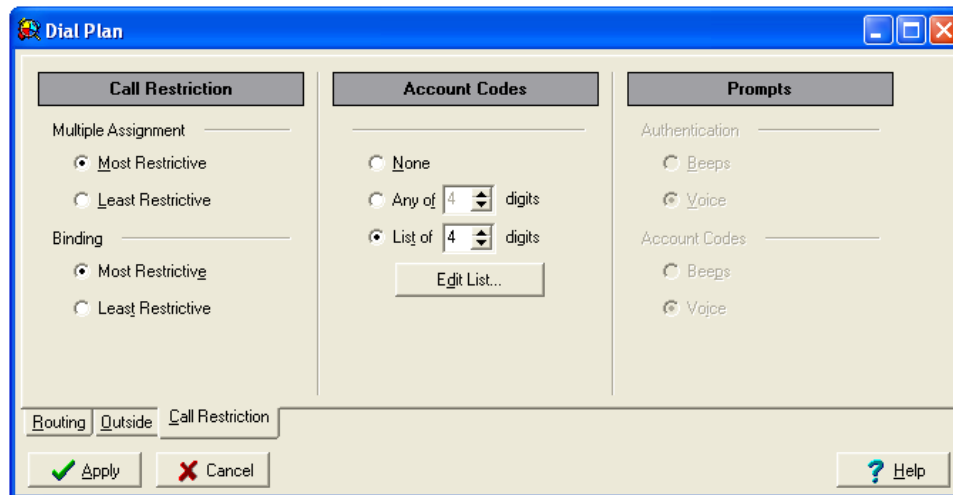 Dial Plan
Call Restriction
Multiple Assignment
Most Restrictive
Least Restrictive
Binding
Most Restrictive
Least Restrictive
Account Codes
None
Any of 4 digits
List of 4 digits
Edit List...
Prompts
Authentication
Beeps
Voice
Account Codes
Beeps
Voice
Routing Outside Call Restriction
Apply Cancel ? Help